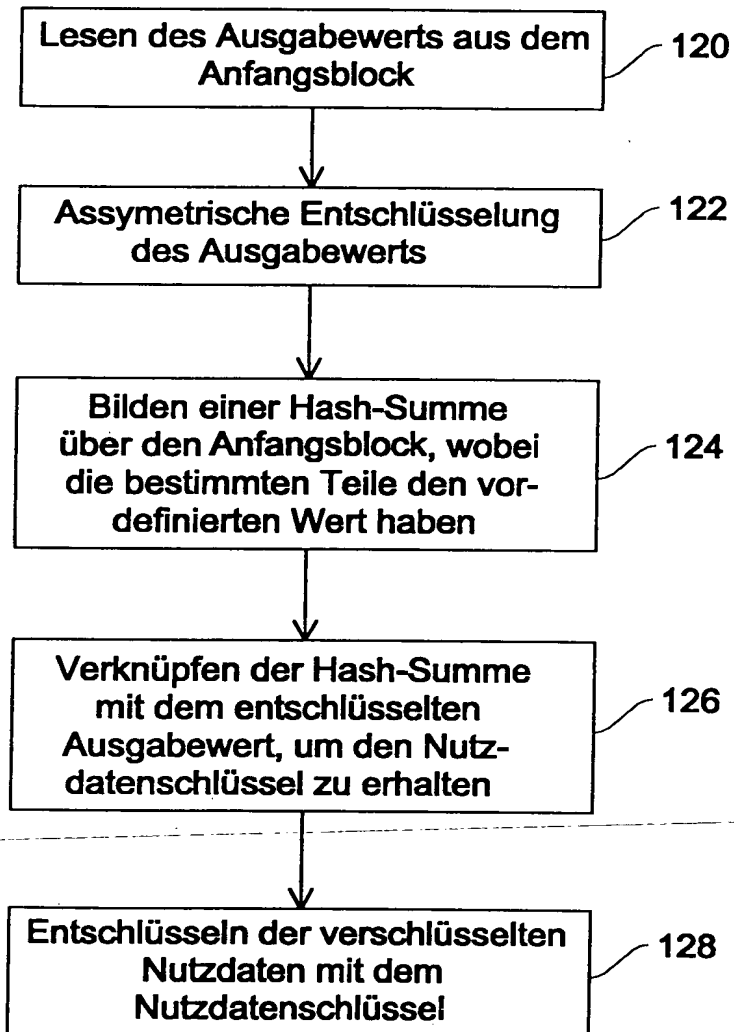 Lesen des Ausgabewerts aus dem
Anfangsblock
120
Assymetrische Entschlüsselung
des Ausgabewerts
122
Bilden einer Hash-Summe
über den Anfangsblock, wobei
die bestimmten Teile den vor-
definierten Wert haben
124
Verknüpfen der Hash-Summe
mit dem entschlüsselten
Ausgabewert, um den Nutz-
datenschlüssel zu erhalten
126
Entschlüsseln der verschlüsselten
Nutzdaten mit dem
Nutzdatenschlüssel
128